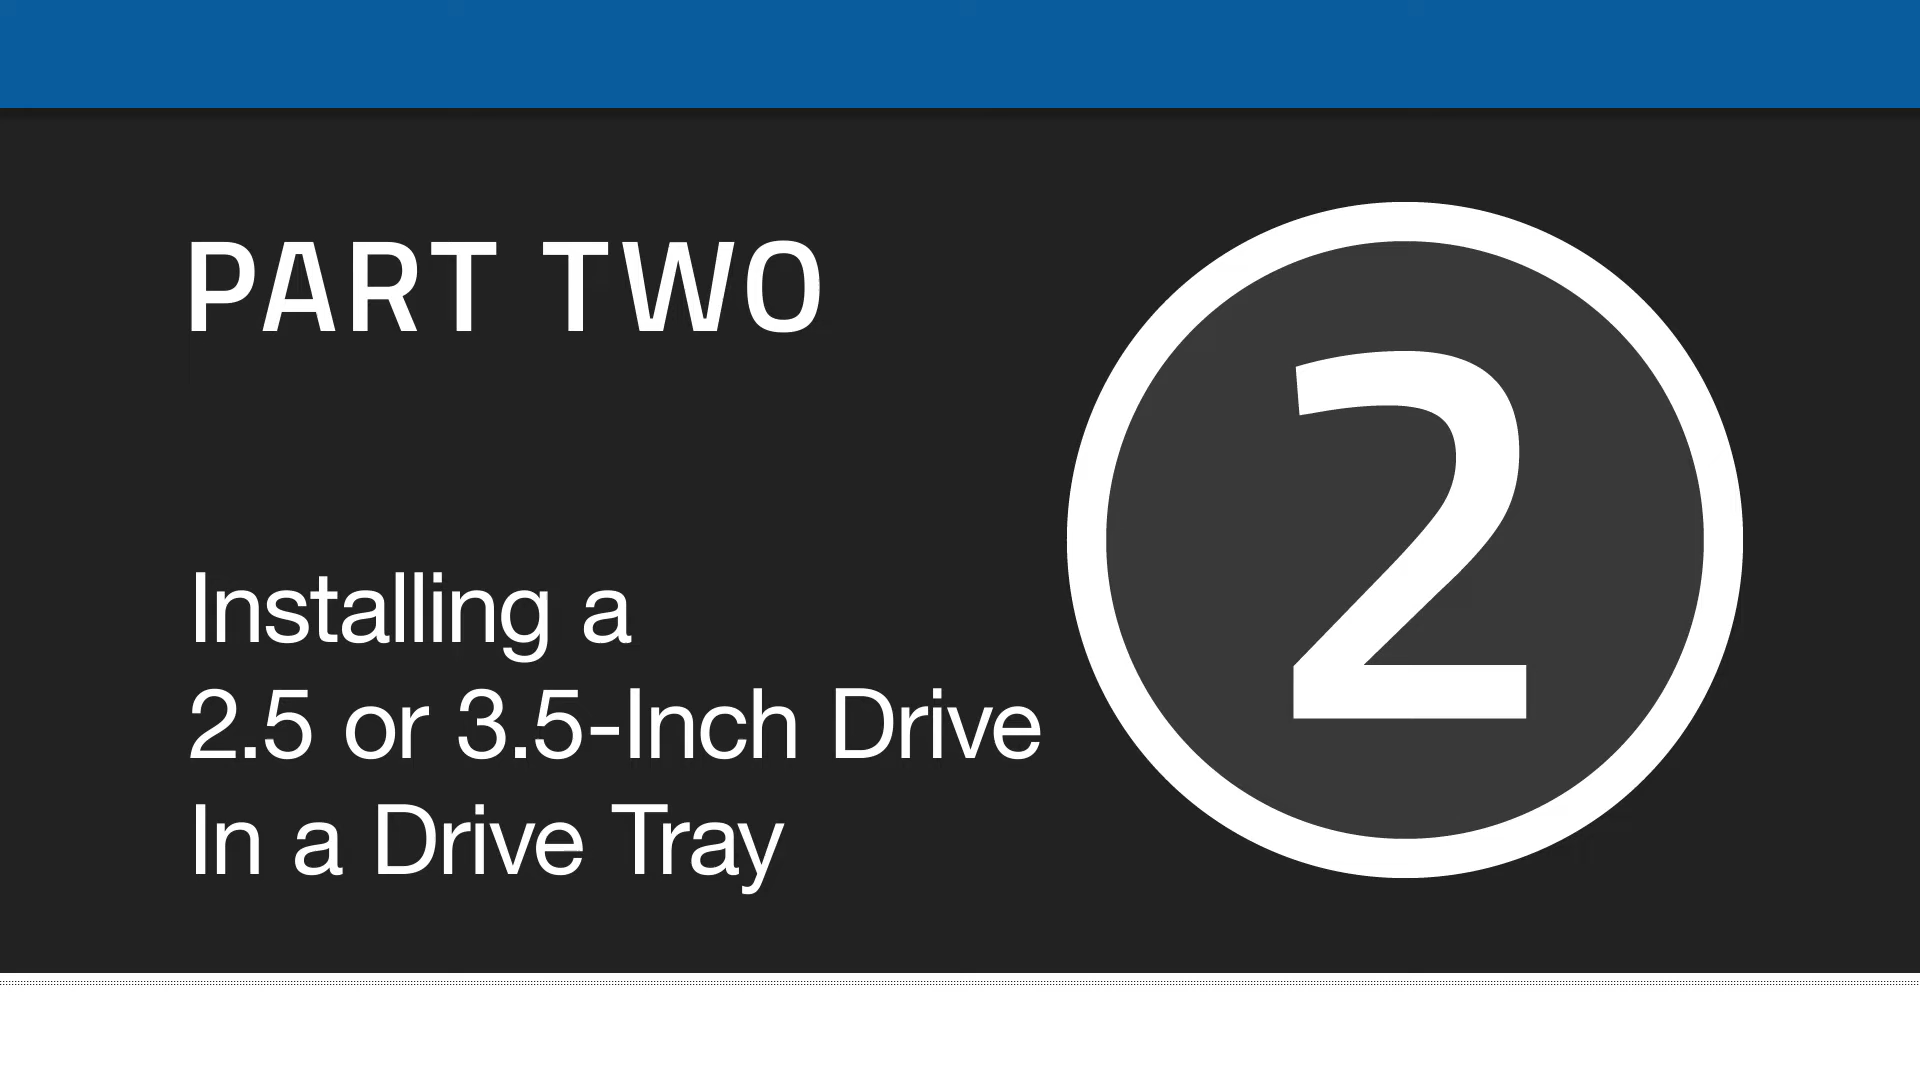 PART TWO
Installing a
2.5 or 3.5-Inch Drive
In a Drive Tray
2